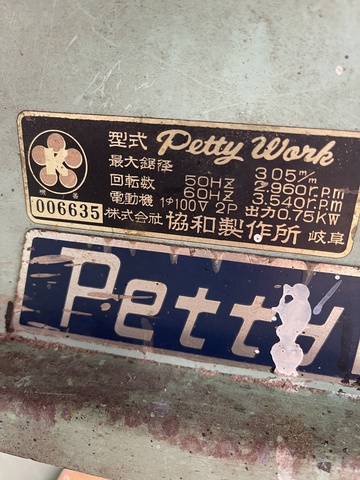 型式 Petty Work
最大鋸径 305m/m
回転数 50HZ 2.960r.p.m
60HZ 3.540r.p.m
電動機 1φ100V 2P 出力0.75KW
株式会社 協和製作所 岐阜
K
機番
006635
Petty